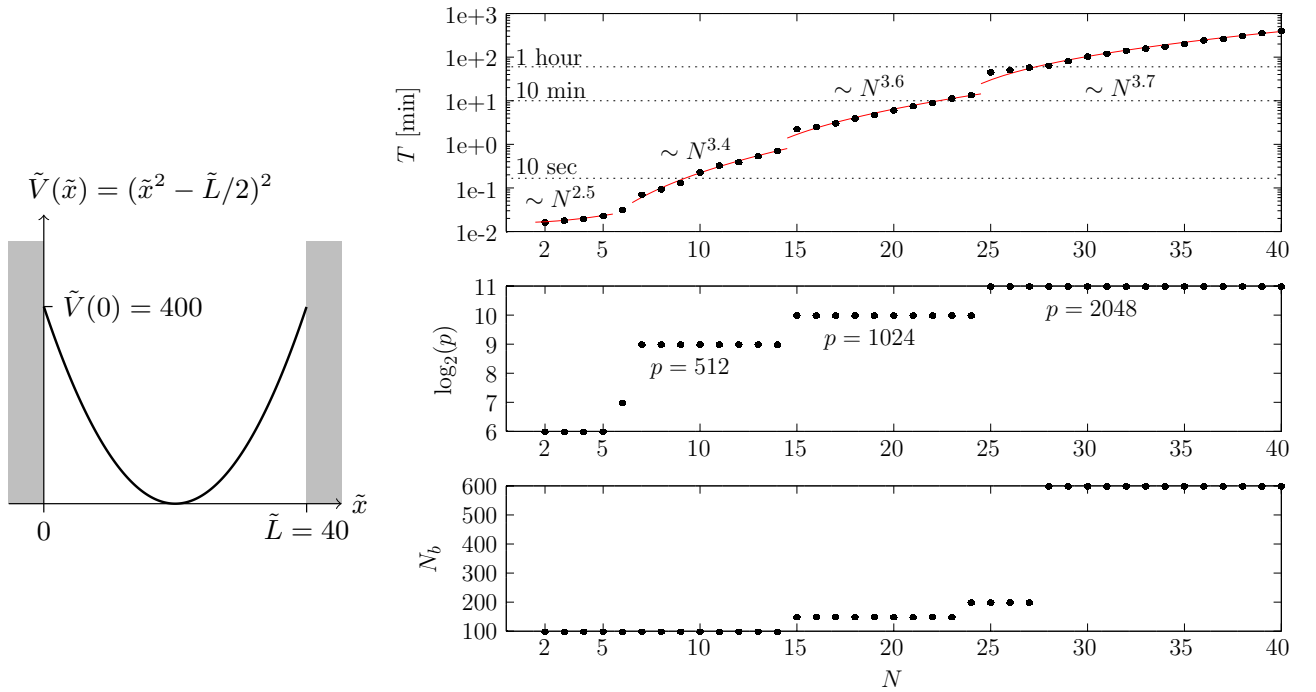 Ṽ(x̃) = (x̃² − L̃/2)²
Ṽ(0) = 400
0
L̃ = 40
x̃
T [min]
1e+3
1e+2
1e+1
1e+0
1e-1
1e-2
1 hour
10 min
10 sec
∼ N^2.5
∼ N^3.4
∼ N^3.6
∼ N^3.7
2 5 10 15 20 25 30 35 40
log₂(p)
11
10
9
8
7
6
p = 512
p = 1024
p = 2048
2 5 10 15 20 25 30 35 40
N_b
600
500
400
300
200
100
2 5 10 15 20 25 30 35 40
N